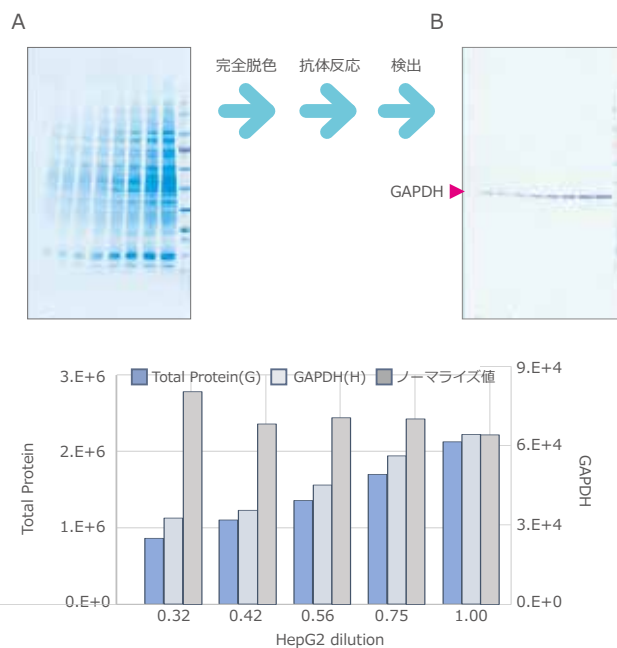 A
B
完全脱色
抗体反応
検出
GAPDH
Total Protein(G)
GAPDH(H)
ノーマライズ値
3.E+6
2.E+6
1.E+6
0.E+0
Total Protein
9.E+4
6.E+4
3.E+4
0.E+0
GAPDH
0.32 0.42 0.56 0.75 1.00
HepG2 dilution